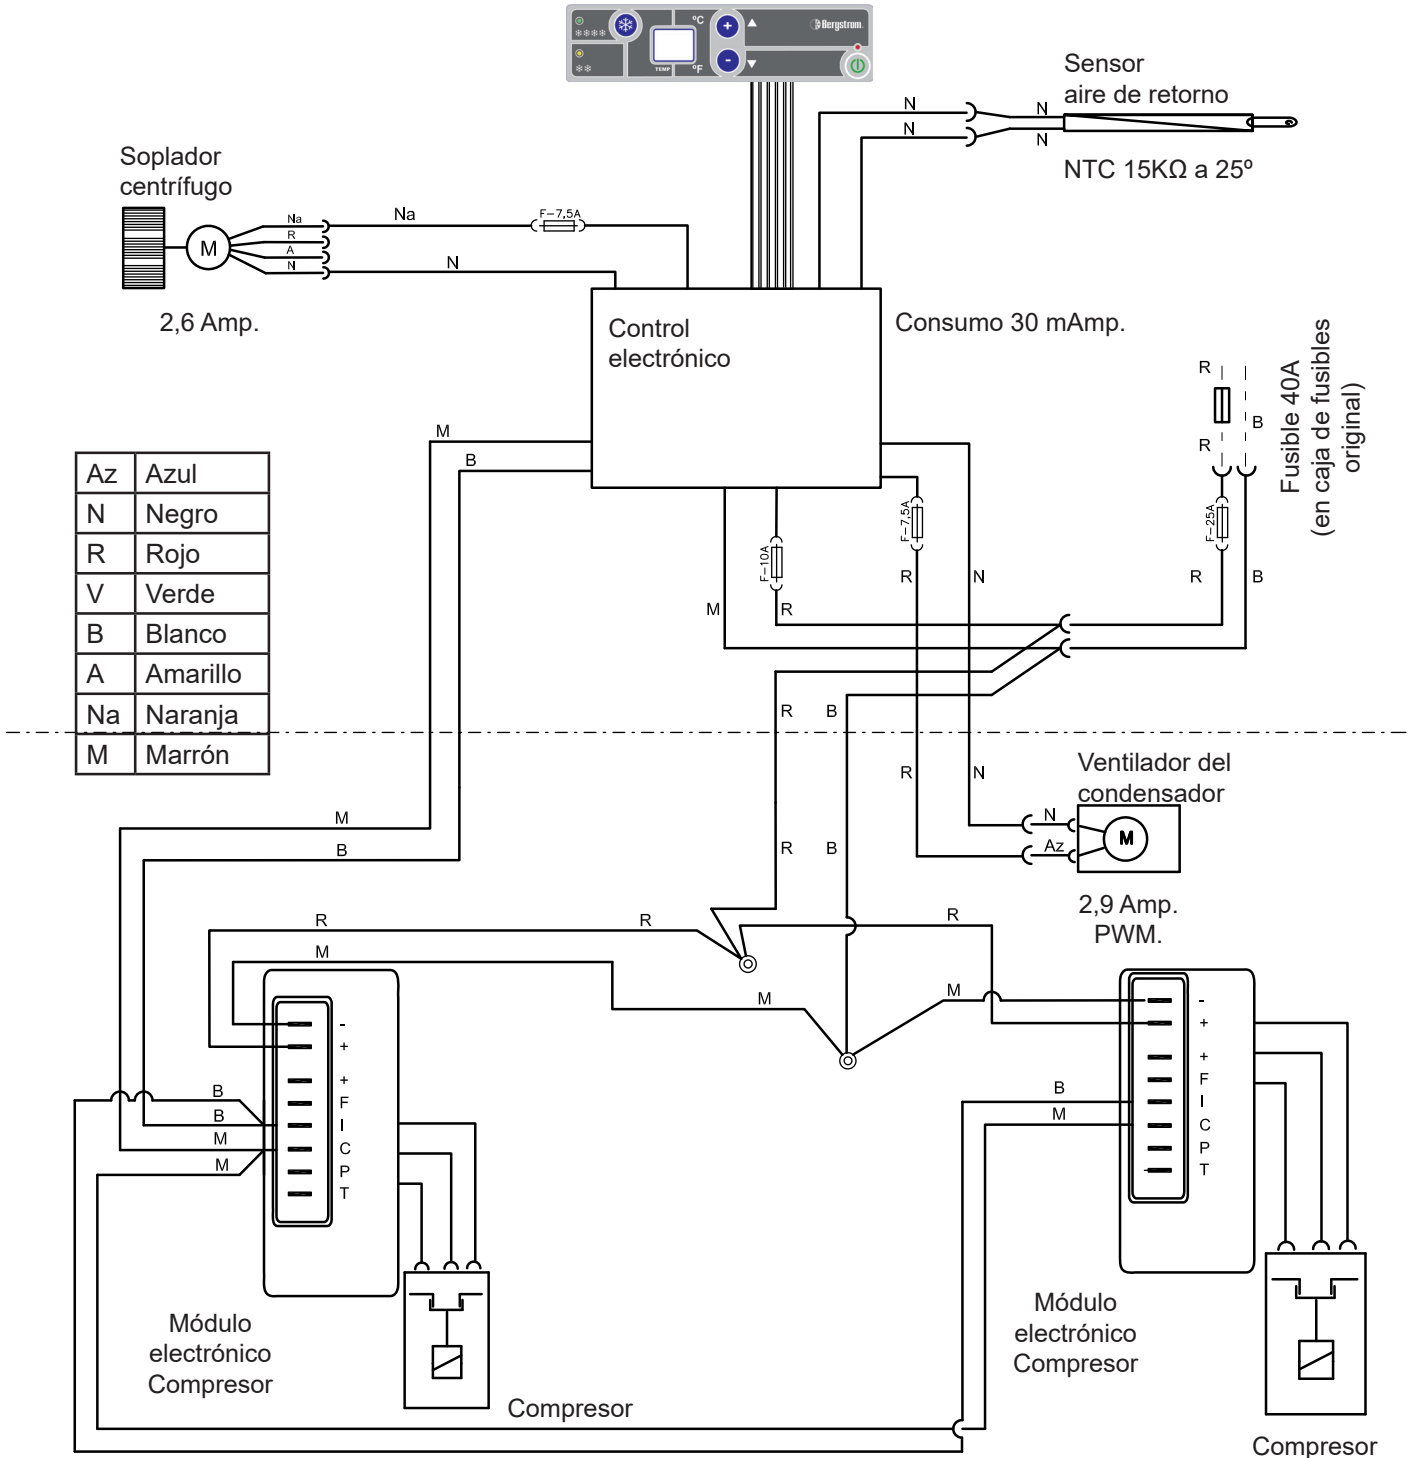 °C
Bergstrom.
TEMP
°F
+
-
Sensor
aire de retorno
N
N
N
N
NTC 15KΩ a 25º
Soplador
centrífugo
Na
R
A
N
Na
N
F-7,5A
M
2,6 Amp.
Control
electrónico
Consumo 30 mAmp.
Fusible 40A
(en caja de fusibles
original)
R
B
R
M
B
Az Azul
N Negro
R Rojo
V Verde
B Blanco
A Amarillo
Na Naranja
M Marrón
F-10A
F-7,5A
F-25A
R
N
R
B
M
R
R
B
R
N
Ventilador del
condensador
N
Az
M
2,9 Amp.
PWM.
M
B
R
B
R
R
R
M
M
M
B
B
M
M
-
+
+
F
I
C
P
T
B
M
-
+
+
F
I
C
P
T
Módulo
electrónico
Compresor
Compresor
Módulo
electrónico
Compresor
Compresor